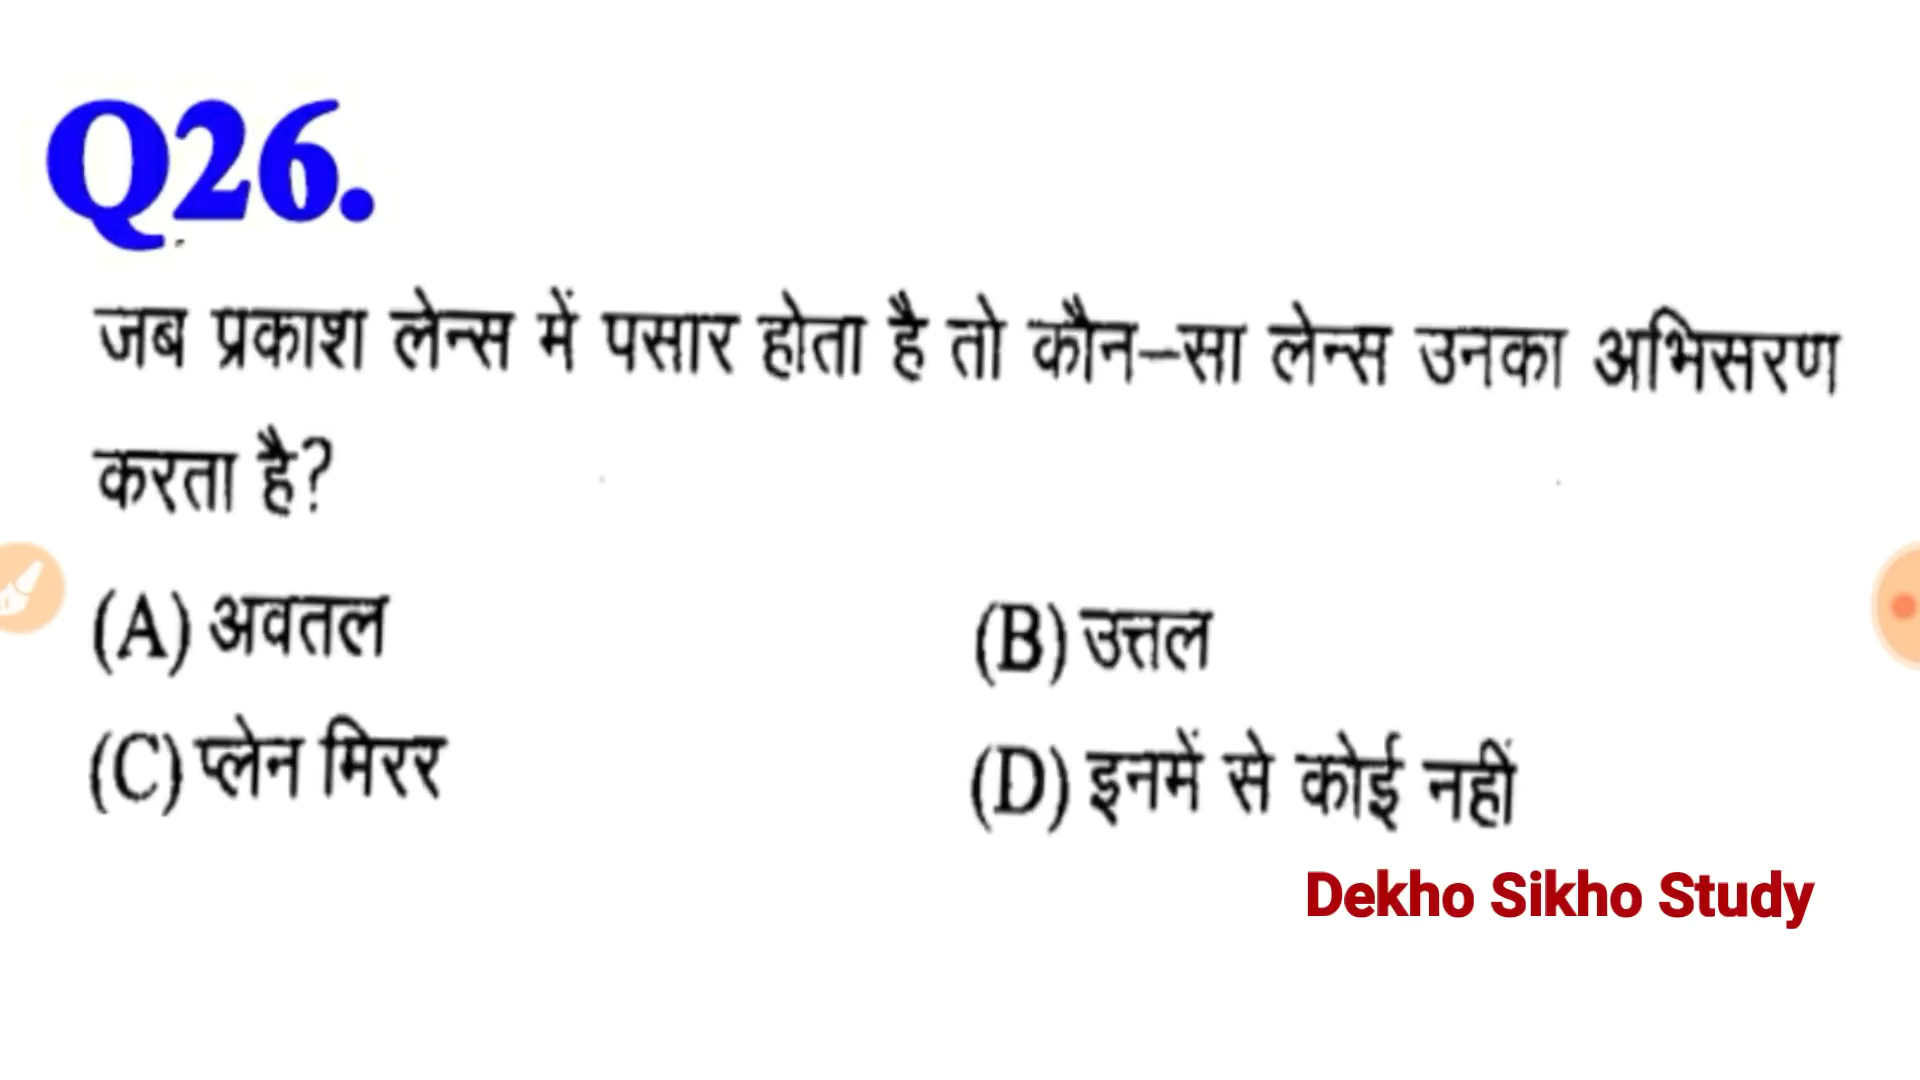 Q26.
जब प्रकाश लेन्स में पसार होता है तो कौन-सा लेन्स उनका अभिसरण
करता है?
(A) अवतल (B) उत्तल
(C) प्लेन मिरर (D) इनमें से कोई नहीं
Dekho Sikho Study